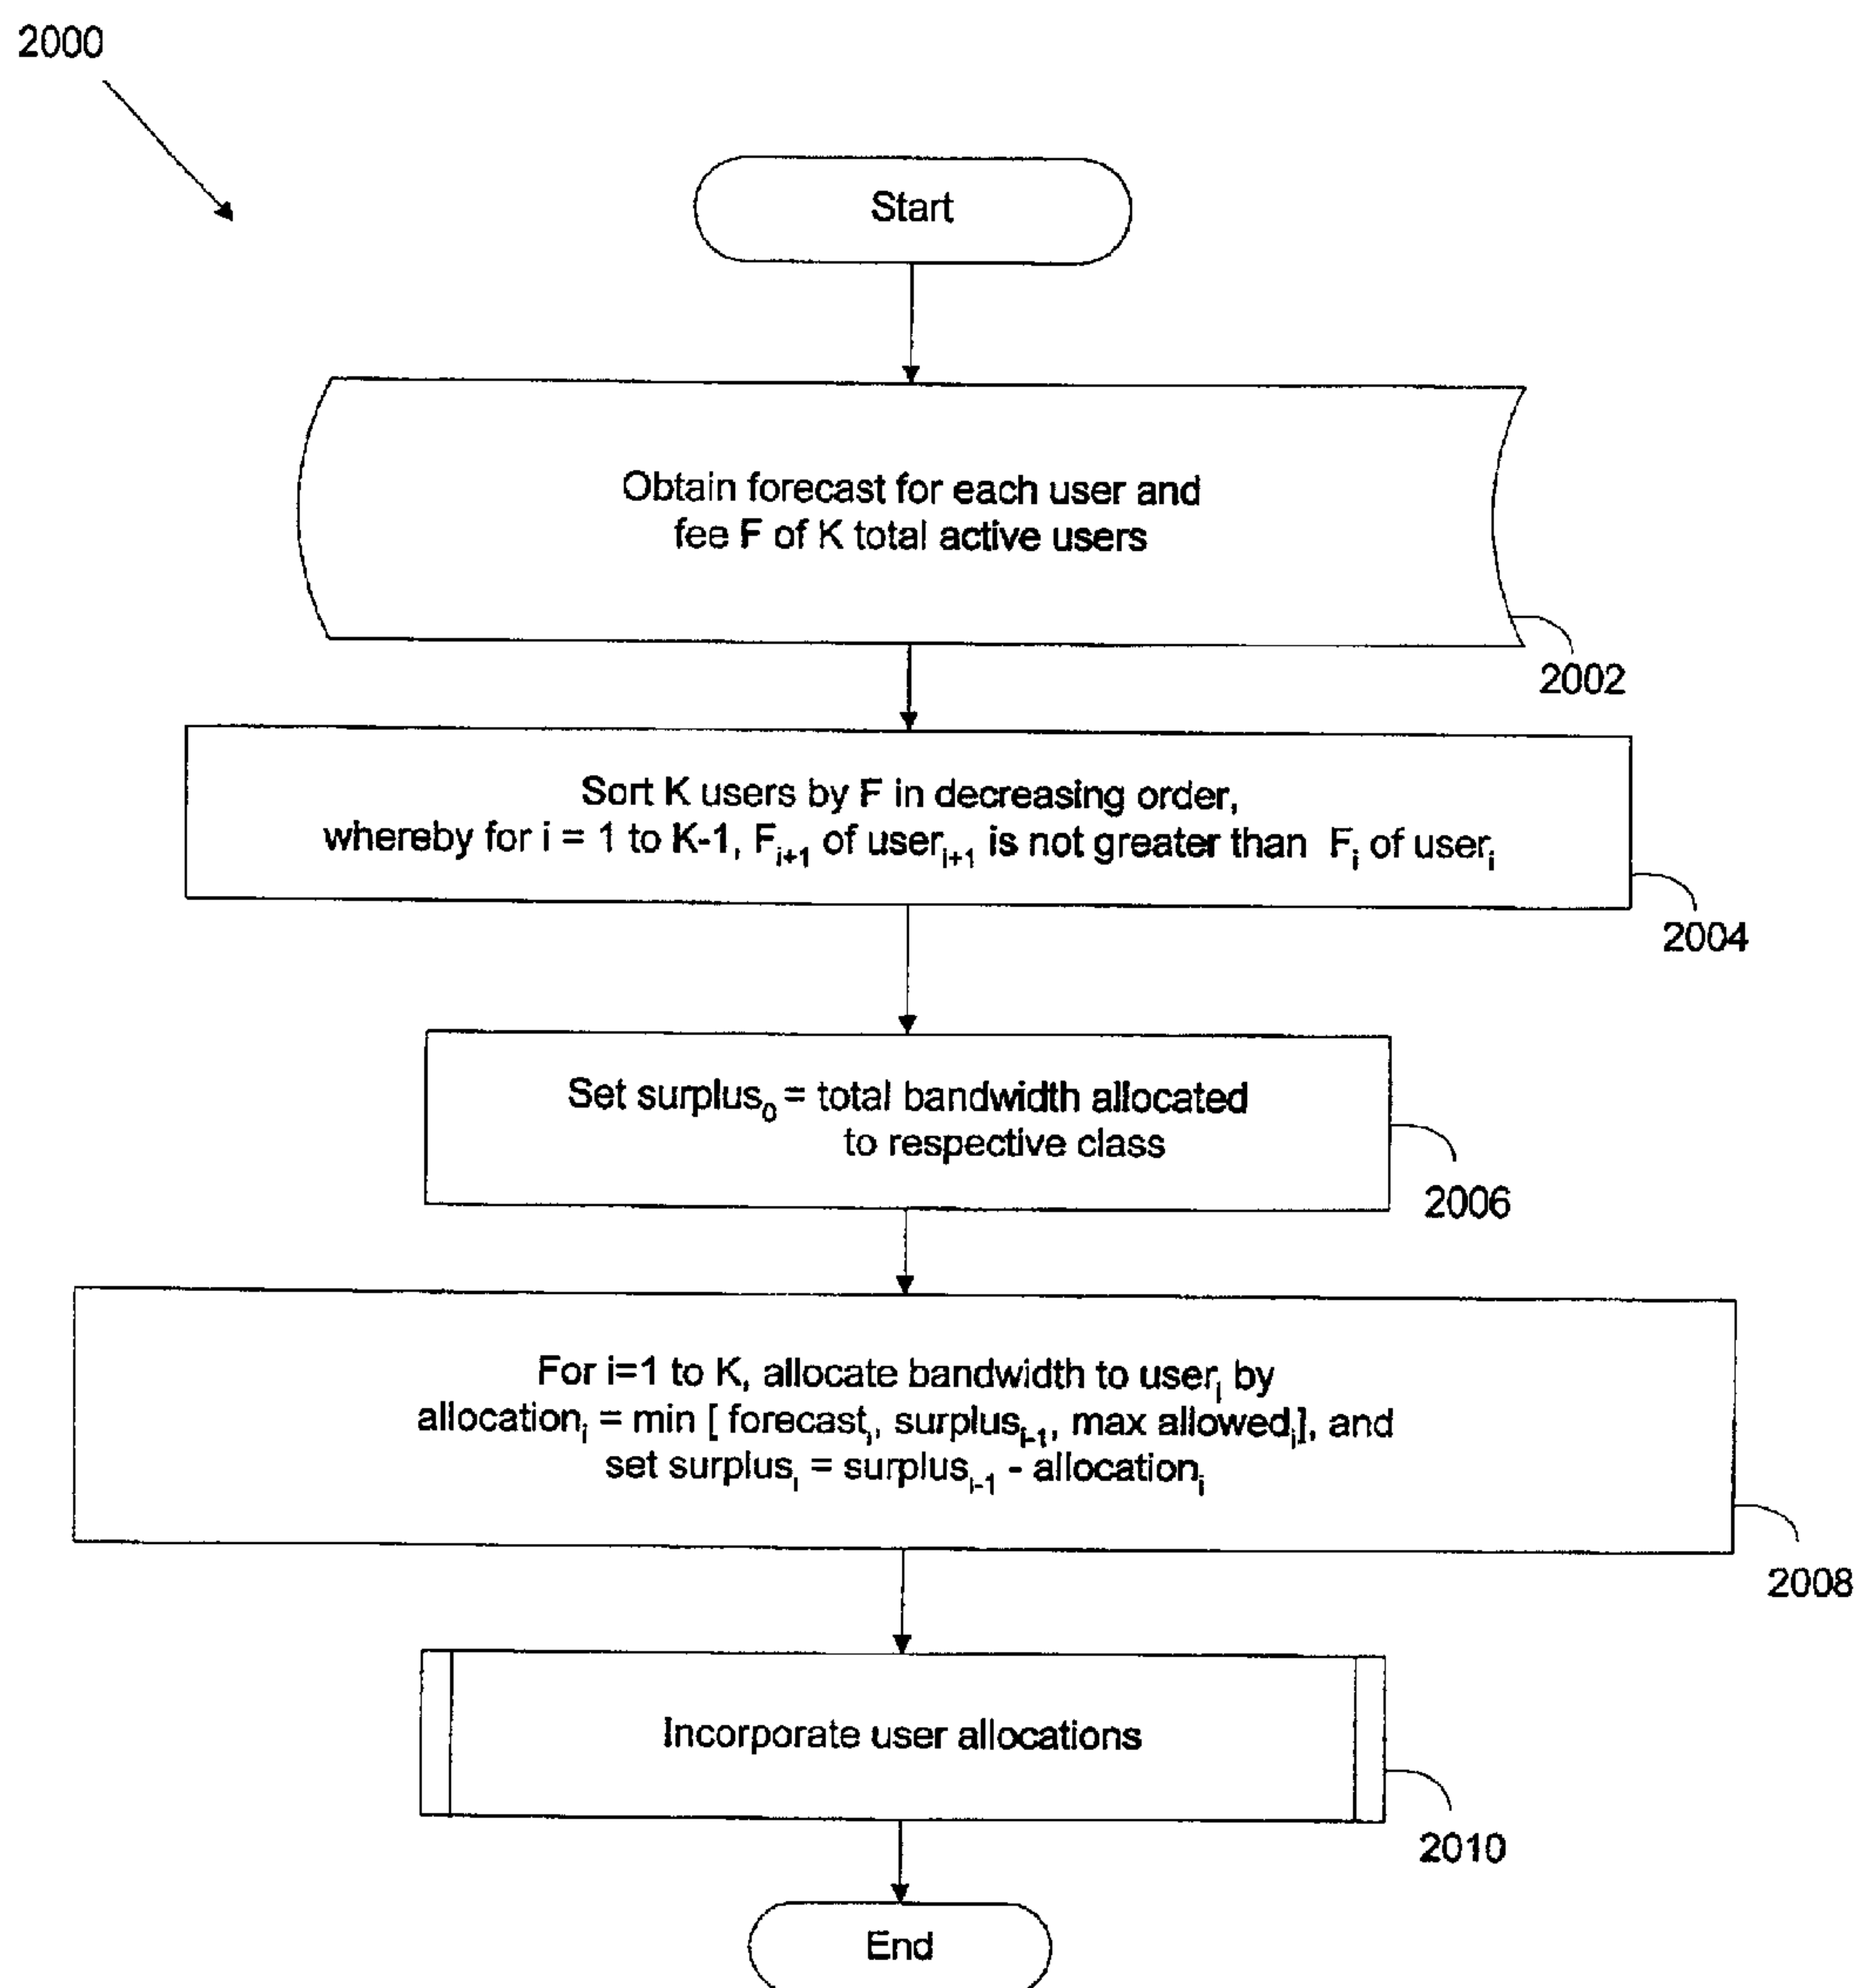 2000
Start
Obtain forecast for each user and
fee F of K total active users
2002
Sort K users by F in decreasing order,
whereby for i = 1 to K-1, Fᵢ₊₁ of userᵢ₊₁ is not greater than Fᵢ of userᵢ
2004
Set surplus₀ = total bandwidth allocated
to respective class
2006
For i=1 to K, allocate bandwidth to userᵢ by
allocationᵢ = min [ forecastᵢ, surplusᵢ₋₁, max allowedᵢ], and
set surplusᵢ = surplusᵢ₋₁ - allocationᵢ
2008
Incorporate user allocations
2010
End